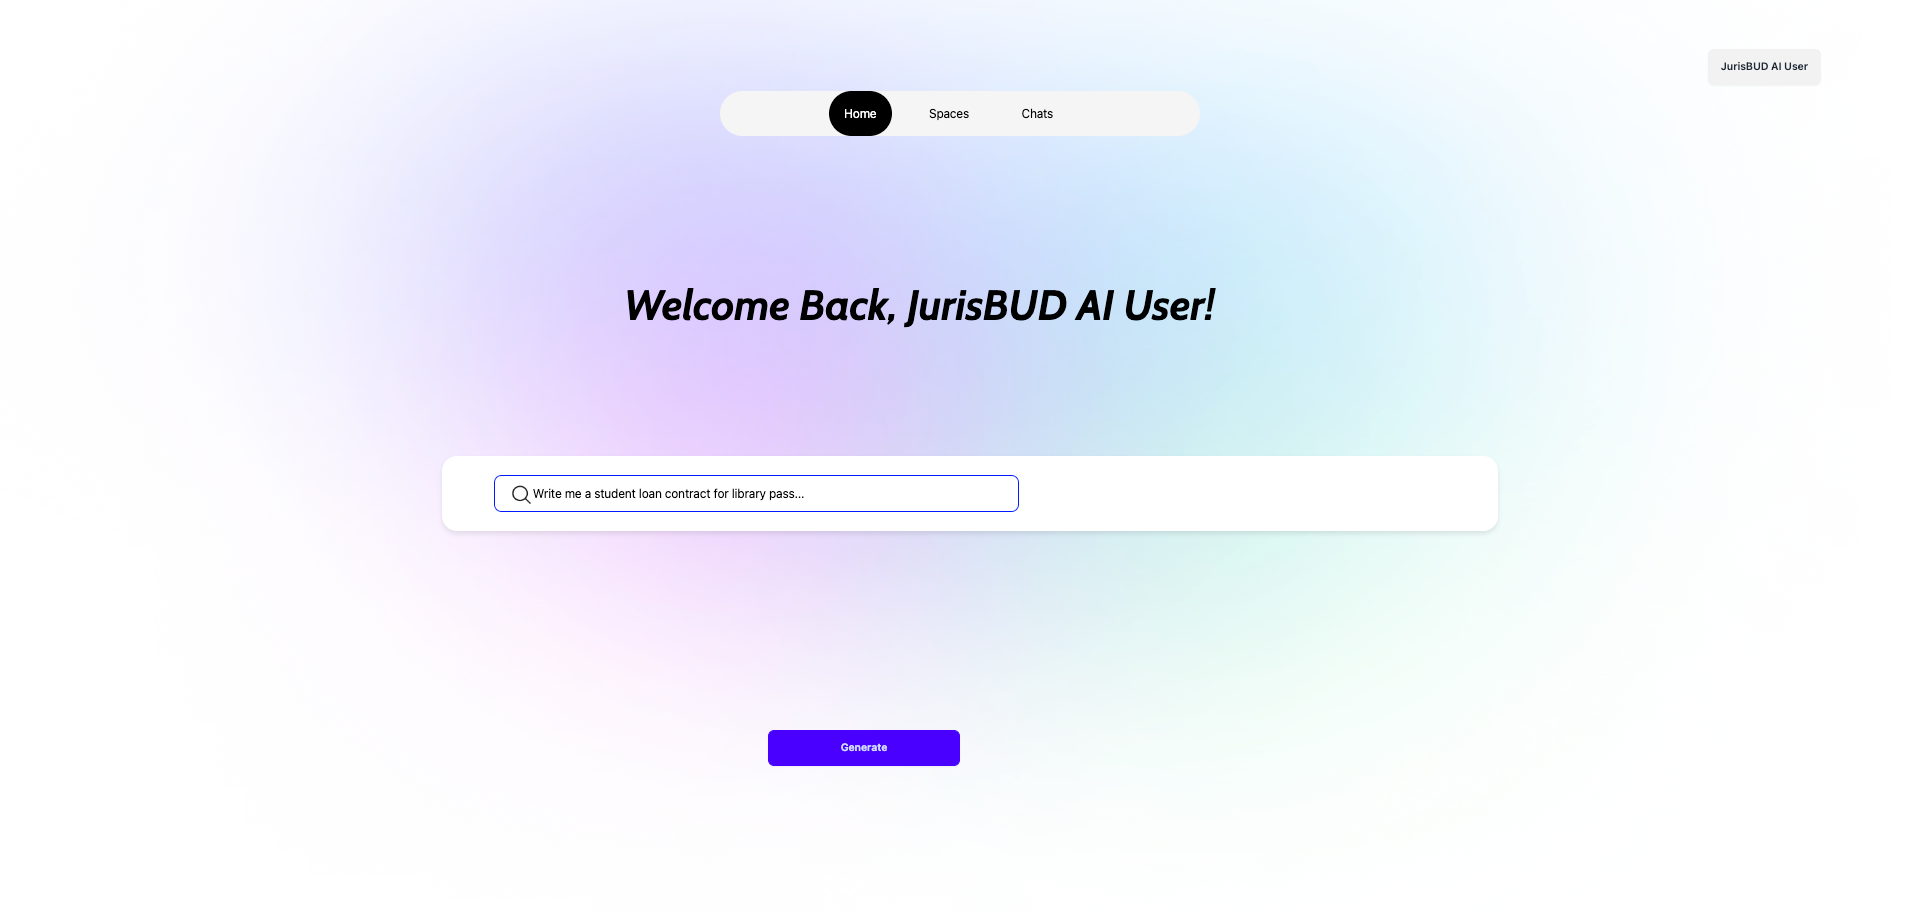 JurisBUD AI User
Home Spaces Chats
Welcome Back, JurisBUD AI User!
Write me a student loan contract for library pass...
Generate